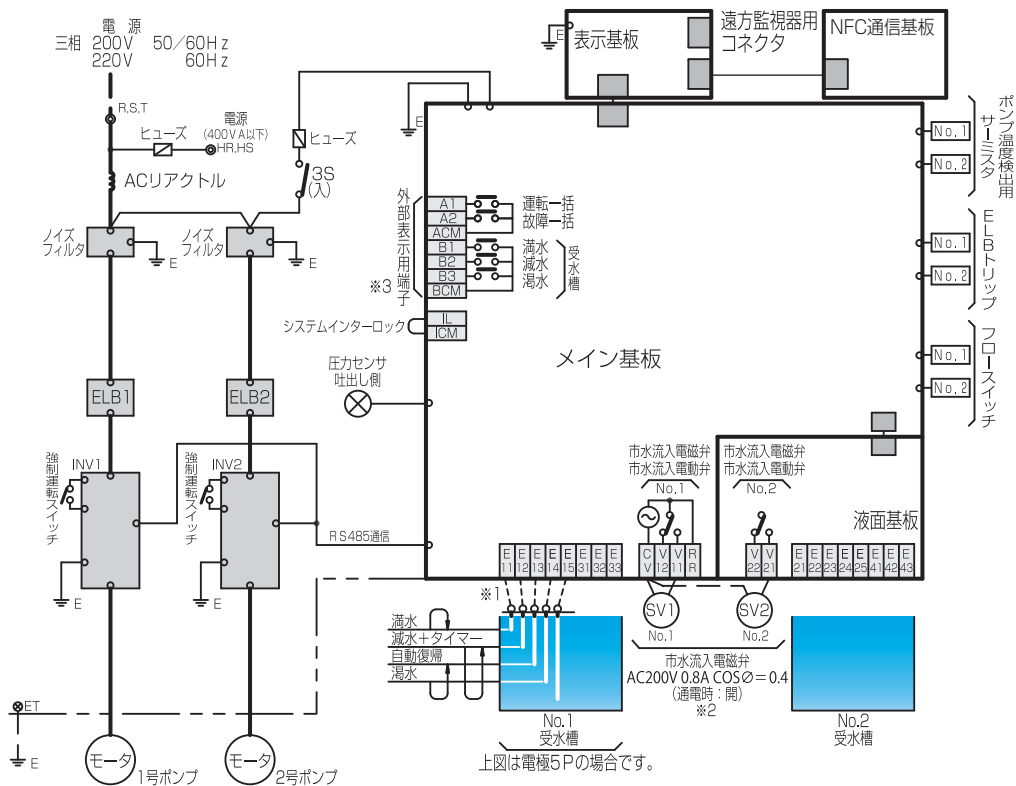 電　源
三相 200V 50/60Hz
220V 60Hz
R,S,T
ヒューズ
電源
(400VA以下)
HR,HS
ACリアクトル
ヒューズ
3S
(入)
ノイズ
フィルタ
E
ノイズ
フィルタ
E
ELB1
ELB2
INV1
強制運転スイッチ
INV2
強制運転スイッチ
E
E
RS485通信
ET
E
モータ
1号ポンプ
モータ
2号ポンプ
E
表示基板
遠方監視器用
コネクタ
NFC通信基板
E
メイン基板
外部表示用端子
※3
A1
A2
ACM
B1
B2
B3
BCM
運転一括
故障一括
満水
減水
渇水
受水槽
システムインターロック
IL
ICM
圧力センサ
吐出し側
ポンプ温度検出用
サーミスタ
No.1
No.2
ELBトリップ
No.1
No.2
フロースイッチ
No.1
No.2
市水流入電磁弁
市水流入電動弁
No.1
市水流入電磁弁
市水流入電動弁
No.2
液面基板
E11 E12 E13 E14 E15 E31 E32 E33
CV V12 V11 RR
V22 V21
E21 E22 E23 E24 E25 E41 E42 E43
※1
満水
減水+タイマー
自動復帰
渇水
No.1
受水槽
上図は電極5Pの場合です。
SV1
No.1
SV2
No.2
市水流入電磁弁
AC200V 0.8A COS∅=0.4
(通電時:開)
※2
No.2
受水槽